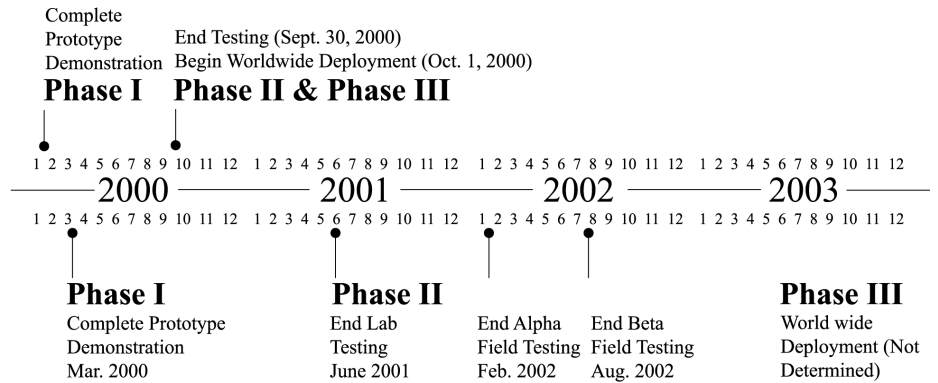 Complete
Prototype
Demonstration
Phase I
End Testing (Sept. 30, 2000)
Begin Worldwide Deployment (Oct. 1, 2000)
Phase II & Phase III
1 2 3 4 5 6 7 8 9 10 11 12 1 2 3 4 5 6 7 8 9 10 11 12 1 2 3 4 5 6 7 8 9 10 11 12 1 2 3 4 5 6 7 8 9 10 11 12
2000 2001 2002 2003
1 2 3 4 5 6 7 8 9 10 11 12 1 2 3 4 5 6 7 8 9 10 11 12 1 2 3 4 5 6 7 8 9 10 11 12 1 2 3 4 5 6 7 8 9 10 11 12
Phase I
Complete Prototype
Demonstration
Mar. 2000
Phase II
End Lab
Testing
June 2001
End Alpha
Field Testing
Feb. 2002
End Beta
Field Testing
Aug. 2002
Phase III
World wide
Deployment (Not
Determined)